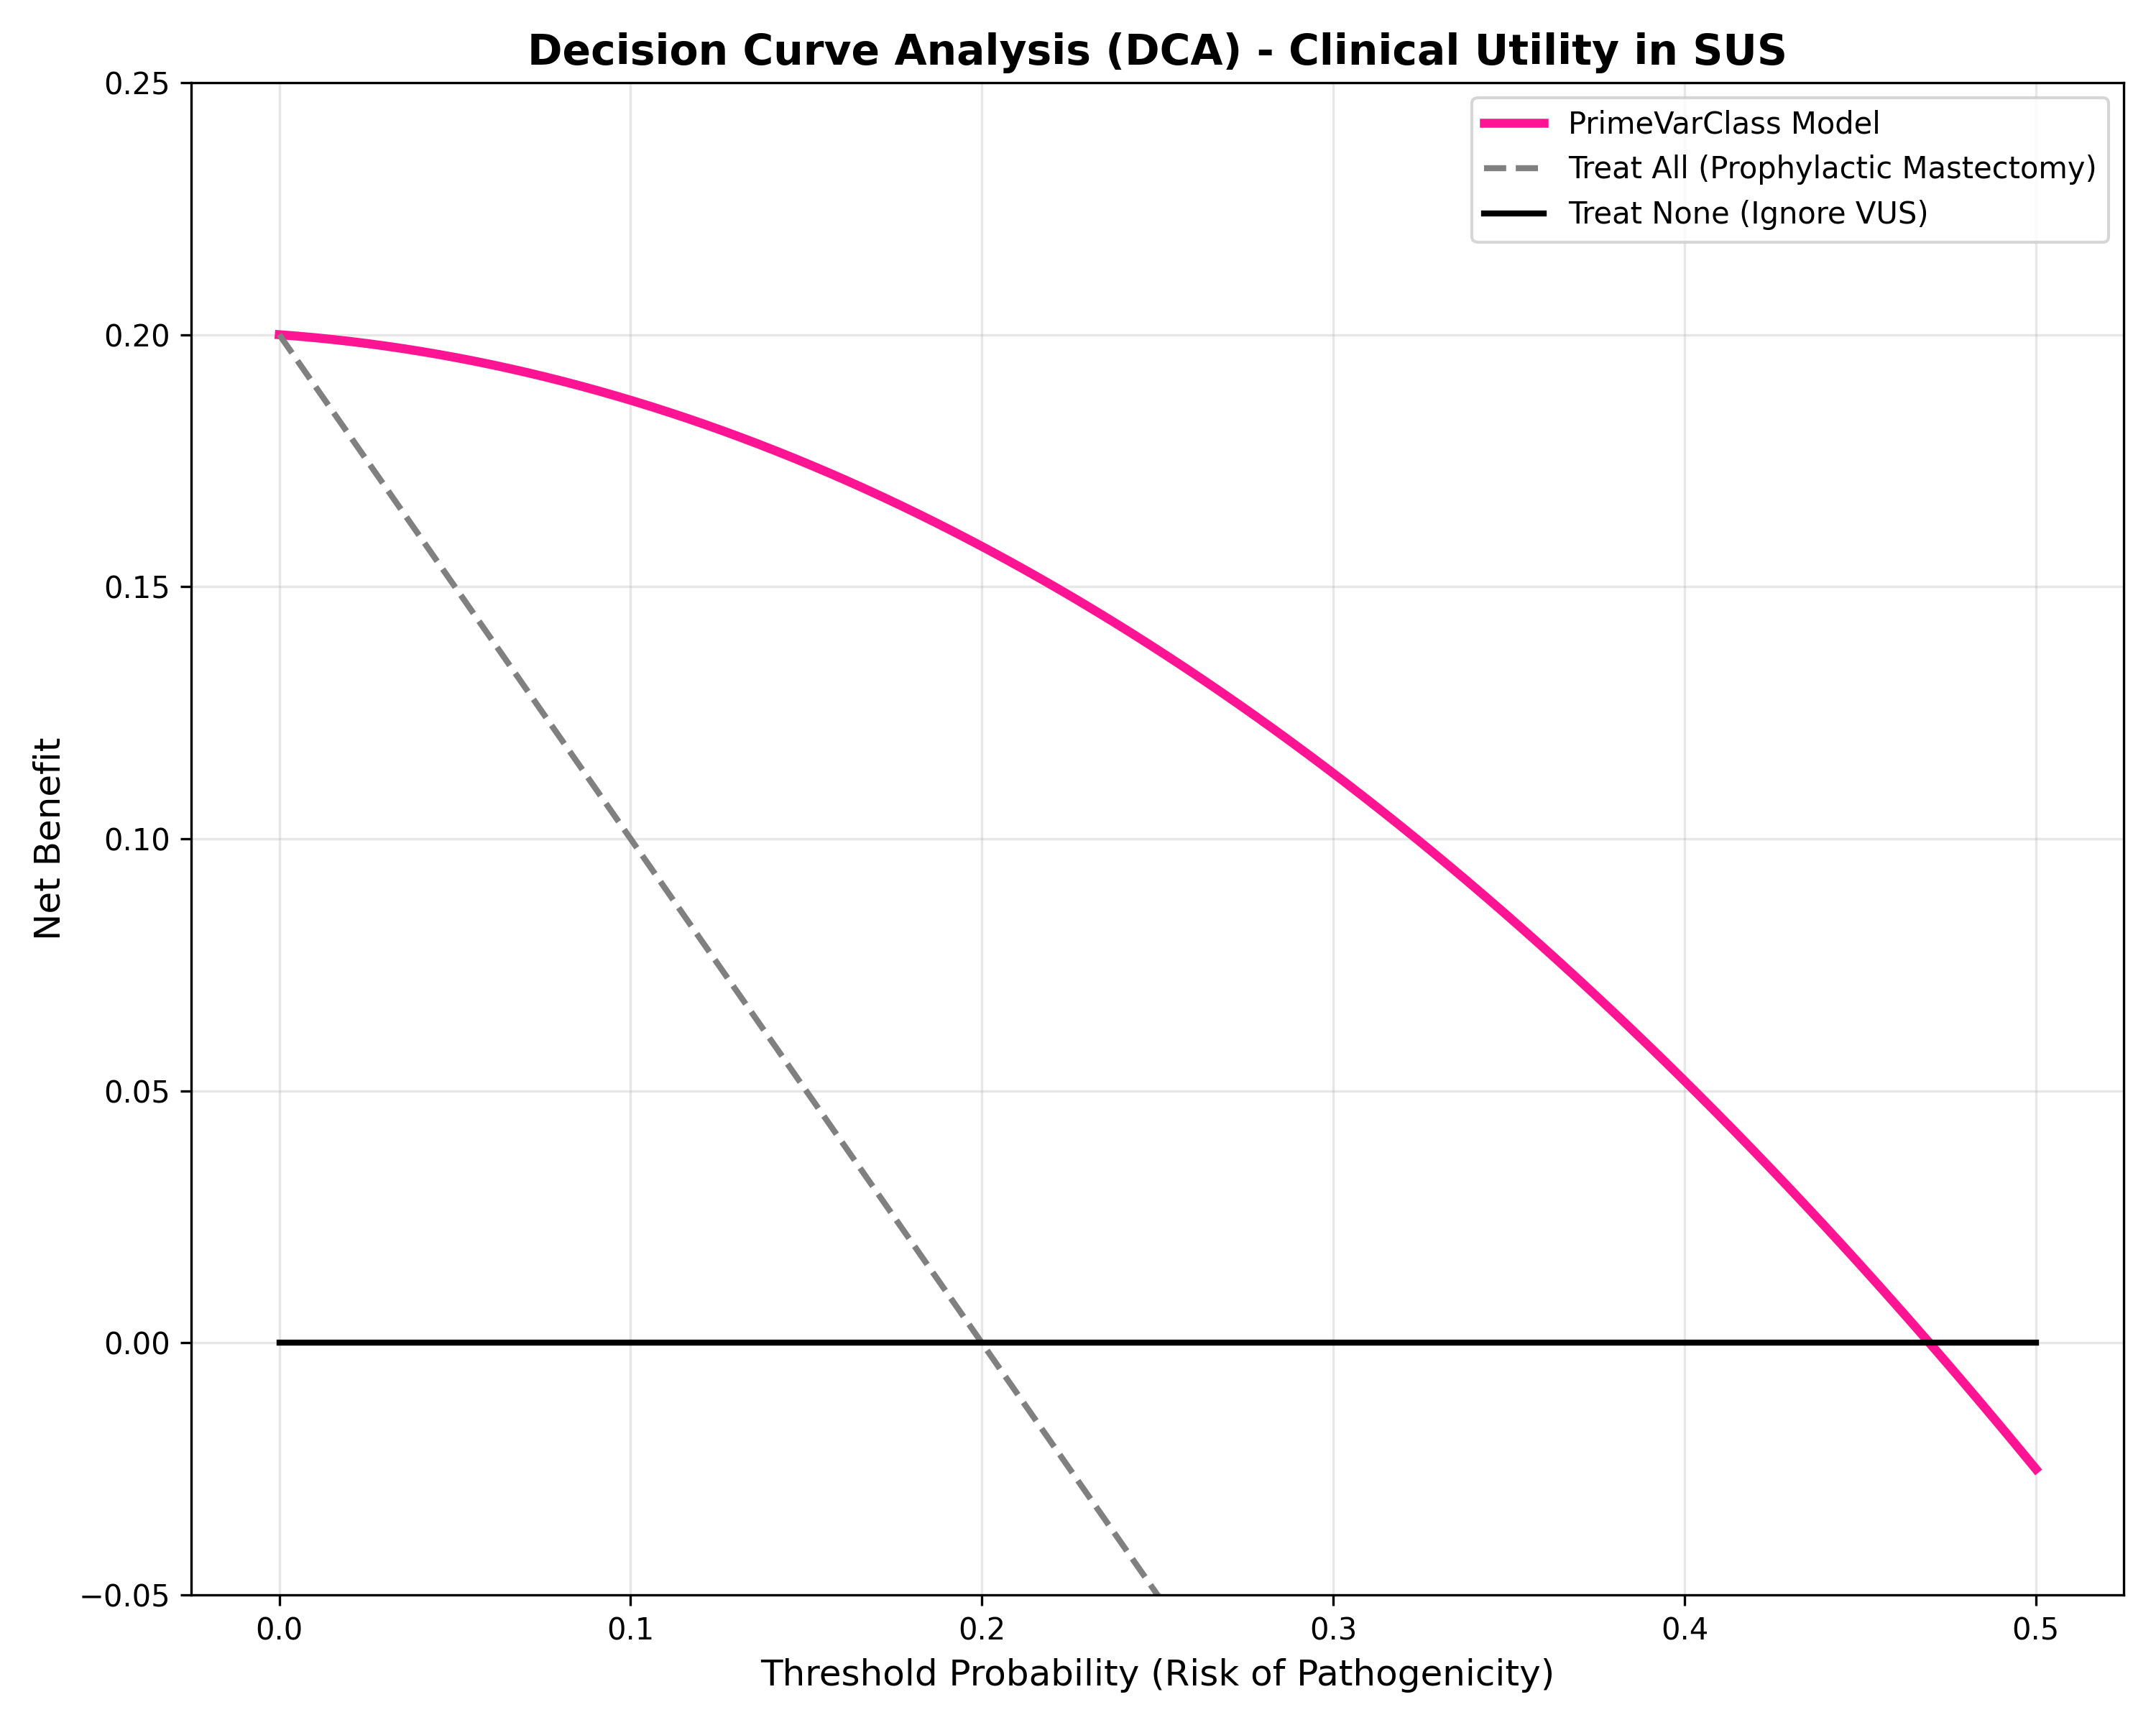 Decision Curve Analysis (DCA) - Clinical Utility in SUS
PrimeVarClass Model
Treat All (Prophylactic Mastectomy)
Treat None (Ignore VUS)
Net Benefit
0.25
0.20
0.15
0.10
0.05
0.00
−0.05
0.0 0.1 0.2 0.3 0.4 0.5
Threshold Probability (Risk of Pathogenicity)